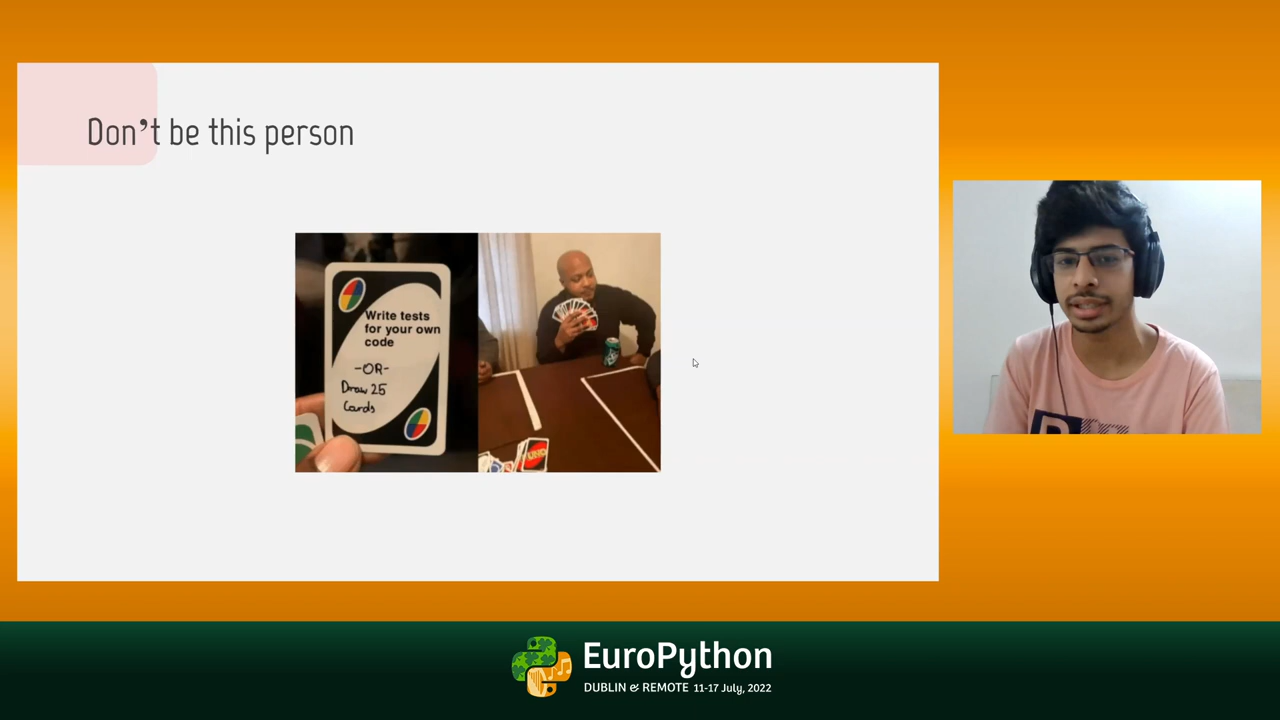 Don’t be this person
Write tests
for your own
code
-OR-
Draw 25
Cards
UNO
EuroPython
DUBLIN & REMOTE 11-17 July, 2022